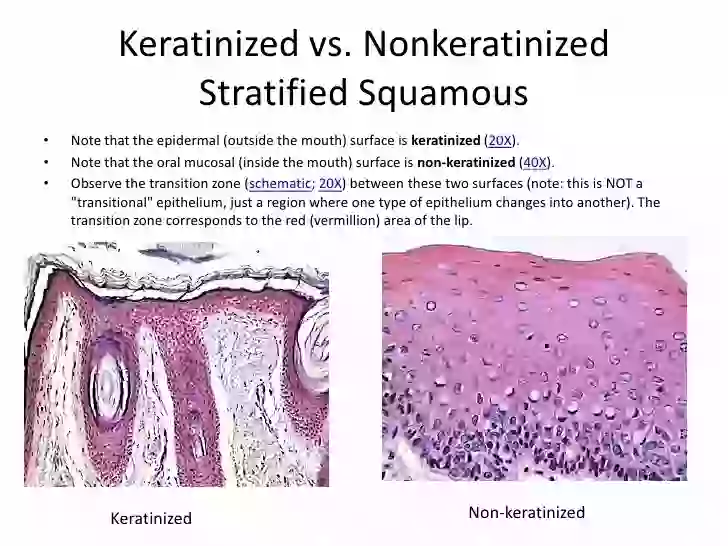 Keratinized vs. Nonkeratinized
Stratified Squamous
• Note that the epidermal (outside the mouth) surface is keratinized (20X).
• Note that the oral mucosal (inside the mouth) surface is non-keratinized (40X).
• Observe the transition zone (schematic; 20X) between these two surfaces (note: this is NOT a
"transitional" epithelium, just a region where one type of epithelium changes into another). The
transition zone corresponds to the red (vermillion) area of the lip.
Keratinized
Non-keratinized